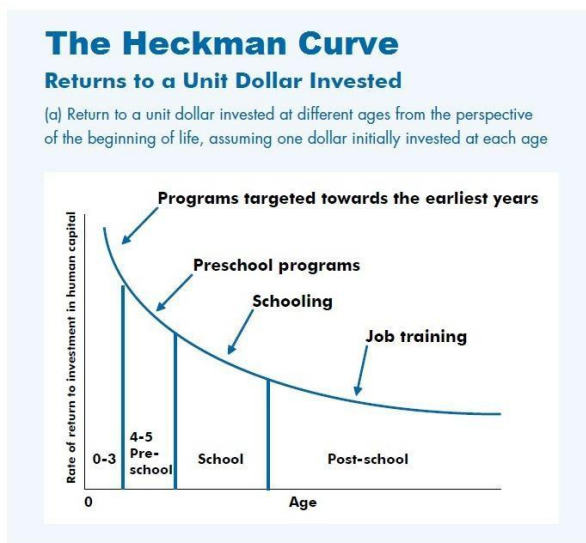 The Heckman Curve
Returns to a Unit Dollar Invested
(a) Return to a unit dollar invested at different ages from the perspective
of the beginning of life, assuming one dollar initially invested at each age
Programs targeted towards the earliest years
Preschool programs
Schooling
Job training
Rate of return to investment in human capital
0-3
4-5
Pre-
school
School
Post-school
0
Age